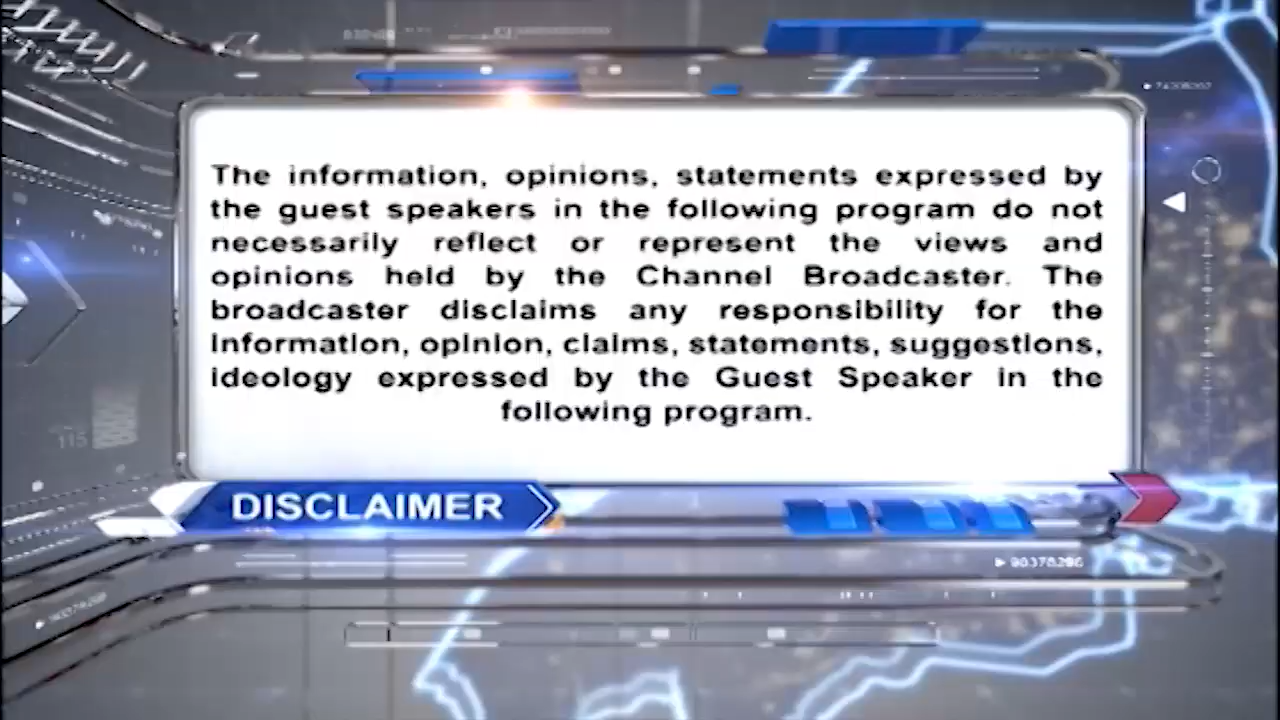 The information, opinions, statements expressed by
the guest speakers in the following program do not
necessarily reflect or represent the views and
opinions held by the Channel Broadcaster. The
broadcaster disclaims any responsibility for the
information, opinion, claims, statements, suggestions,
ideology expressed by the Guest Speaker in the
following program.
DISCLAIMER
90378296
115